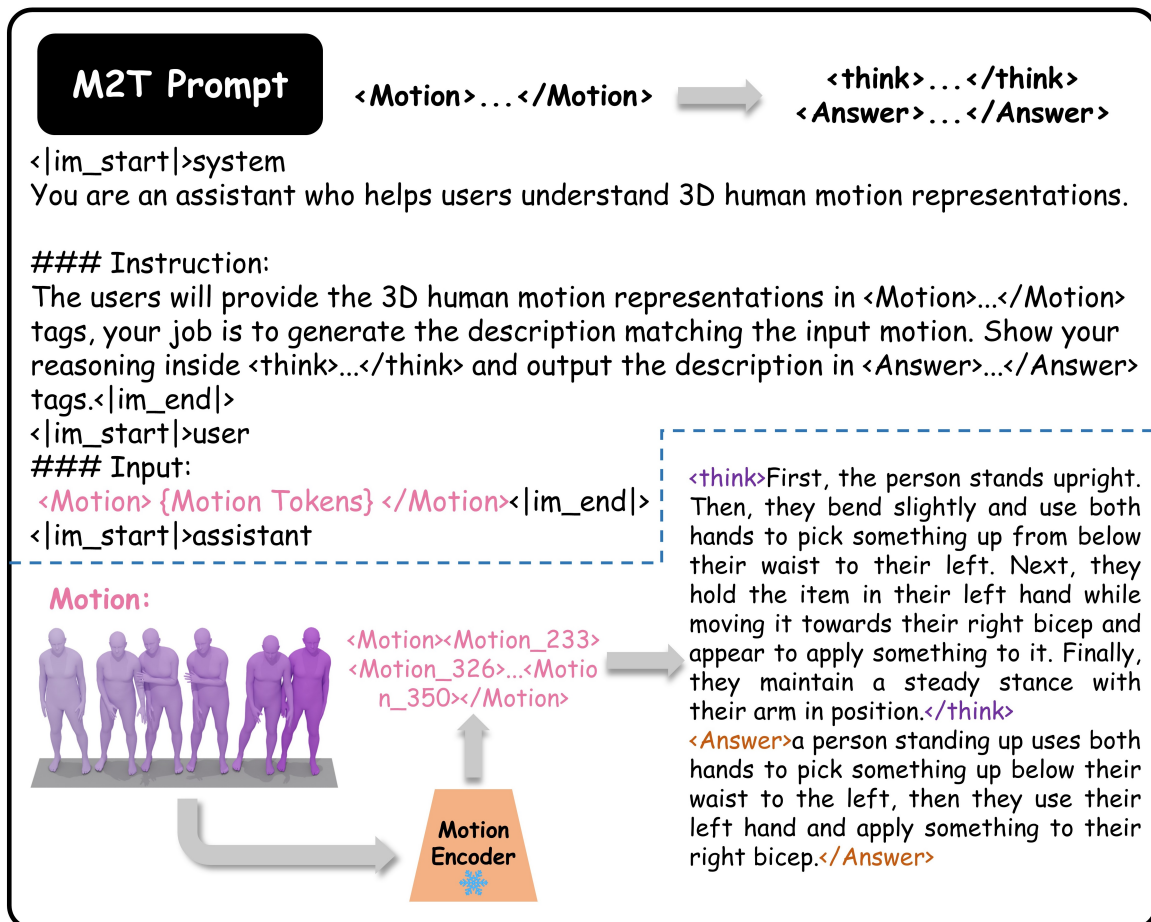 M2T Prompt
<Motion>...</Motion>
<think>...</think>
<Answer>...</Answer>
<|im_start|>system
You are an assistant who helps users understand 3D human motion representations.
### Instruction:
The users will provide the 3D human motion representations in <Motion>...</Motion>
tags, your job is to generate the description matching the input motion. Show your
reasoning inside <think>...</think> and output the description in <Answer>...</Answer>
tags.<|im_end|>
<|im_start|>user
### Input:
<Motion> {Motion Tokens} </Motion><|im_end|>
<|im_start|>assistant
Motion:
<Motion><Motion_233>
<Motion_326>...<Motio
n_350></Motion>
Motion
Encoder
<think>First, the person stands upright.
Then, they bend slightly and use both
hands to pick something up from below
their waist to their left. Next, they
hold the item in their left hand while
moving it towards their right bicep and
appear to apply something to it. Finally,
they maintain a steady stance with
their arm in position.</think>
<Answer>a person standing up uses both
hands to pick something up below their
waist to the left, then they use their
left hand and apply something to their
right bicep.</Answer>